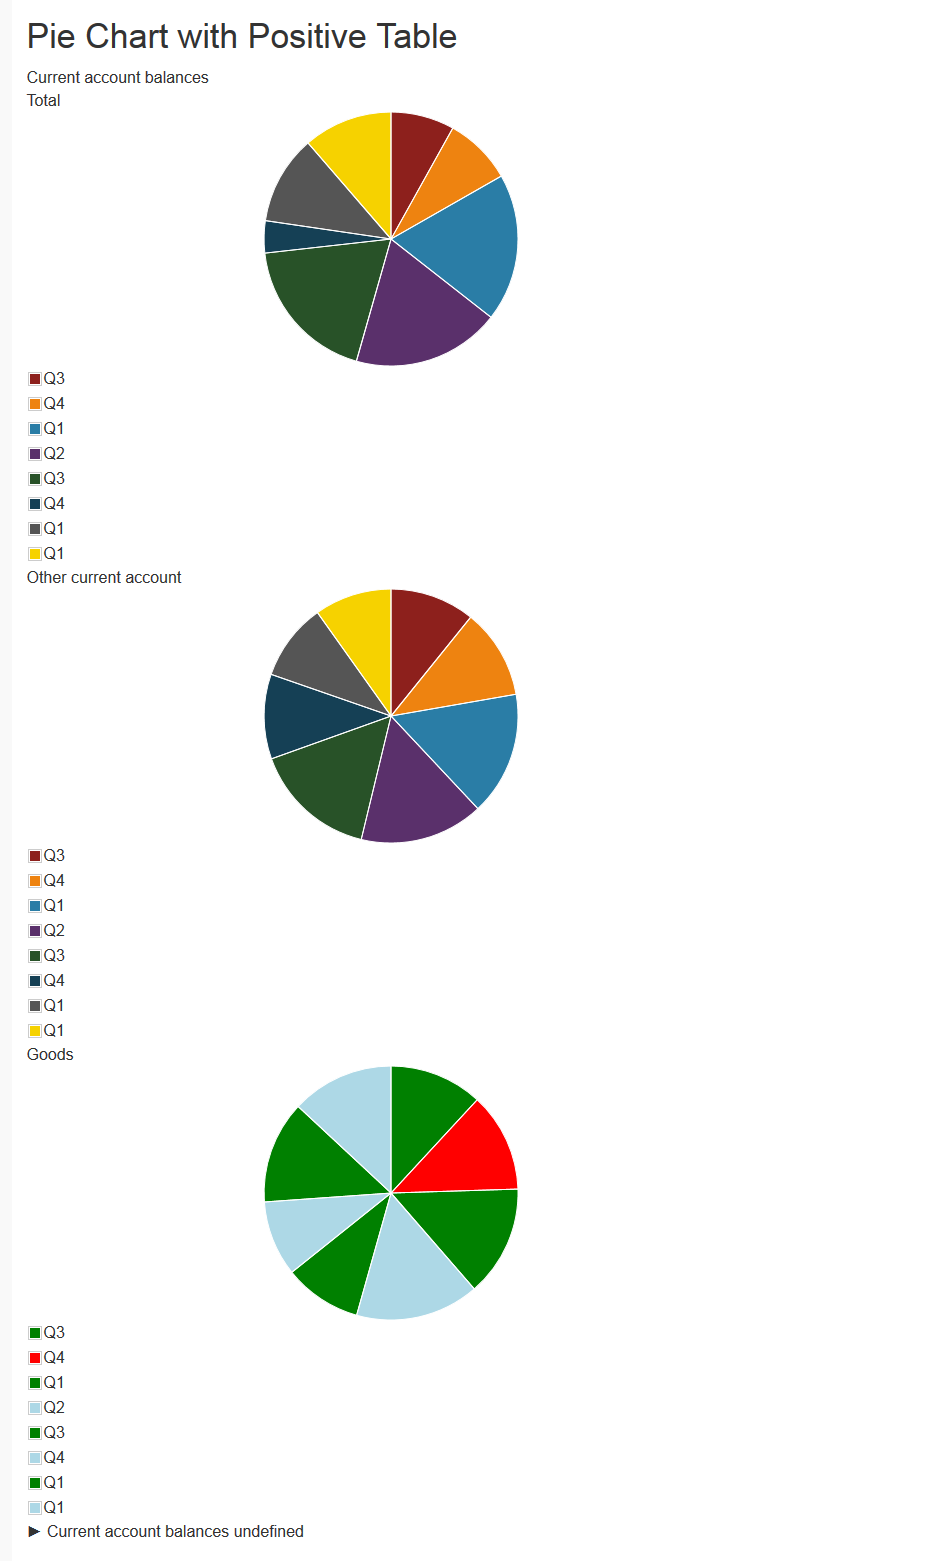 Pie Chart with Positive Table
Current account balances
Total
Q3
Q4
Q1
Q2
Q3
Q4
Q1
Q1
Other current account
Q3
Q4
Q1
Q2
Q3
Q4
Q1
Q1
Goods
Q3
Q4
Q1
Q2
Q3
Q4
Q1
Q1
► Current account balances undefined